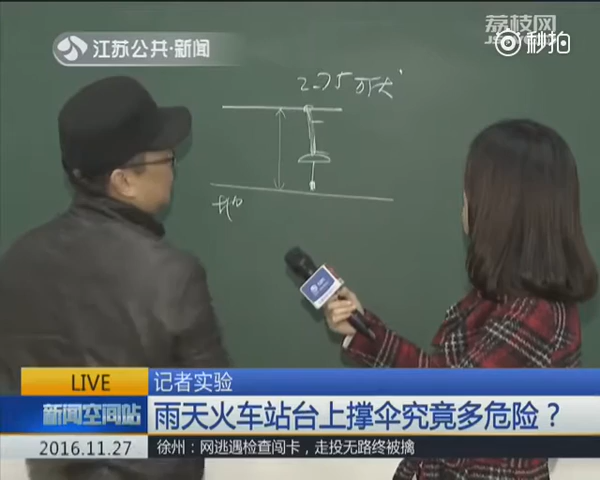 荔枝网
江苏公共·新闻
秒拍
2.75万伏
地
LIVE
记者实验
新闻空间站
雨天火车站台上撑伞究竟多危险？
2016.11.27
徐州：网逃遇检查闯卡，走投无路终被擒